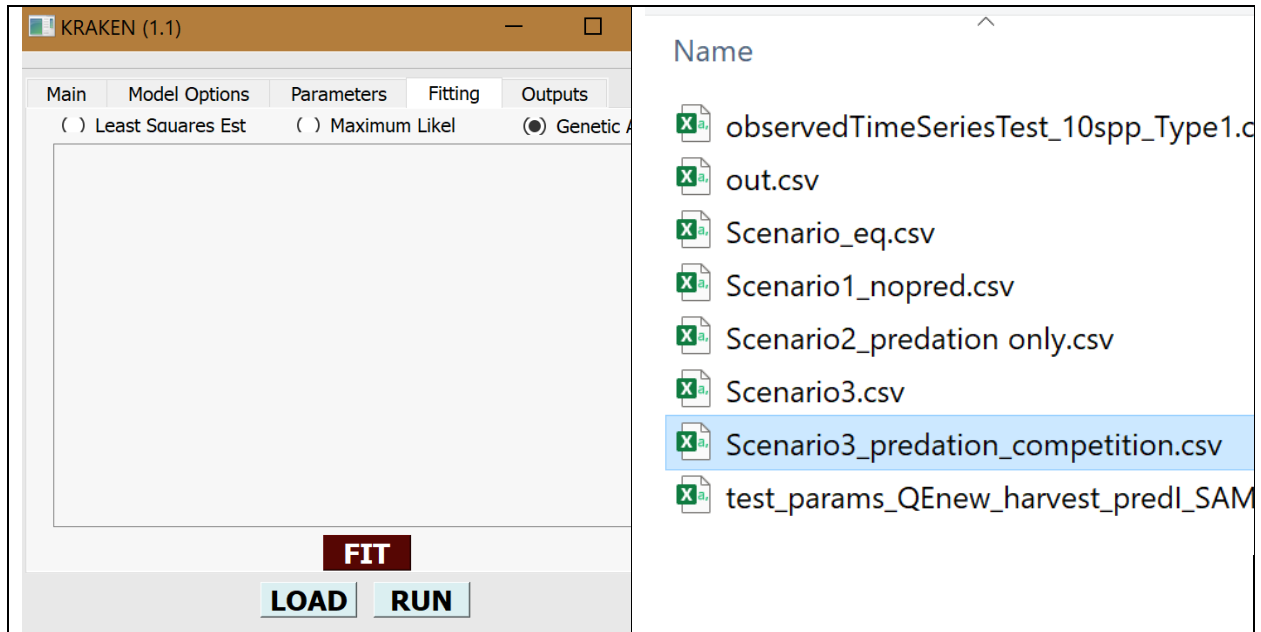 KRAKEN (1.1)
Main Model Options Parameters Fitting Outputs
( ) Least Squares Est ( ) Maximum Likel (●) Genetic A
FIT
LOAD RUN
Name
observedTimeSeriesTest_10spp_Type1.c
out.csv
Scenario_eq.csv
Scenario1_nopred.csv
Scenario2_predation only.csv
Scenario3.csv
Scenario3_predation_competition.csv
test_params_QEnew_harvest_predI_SAM